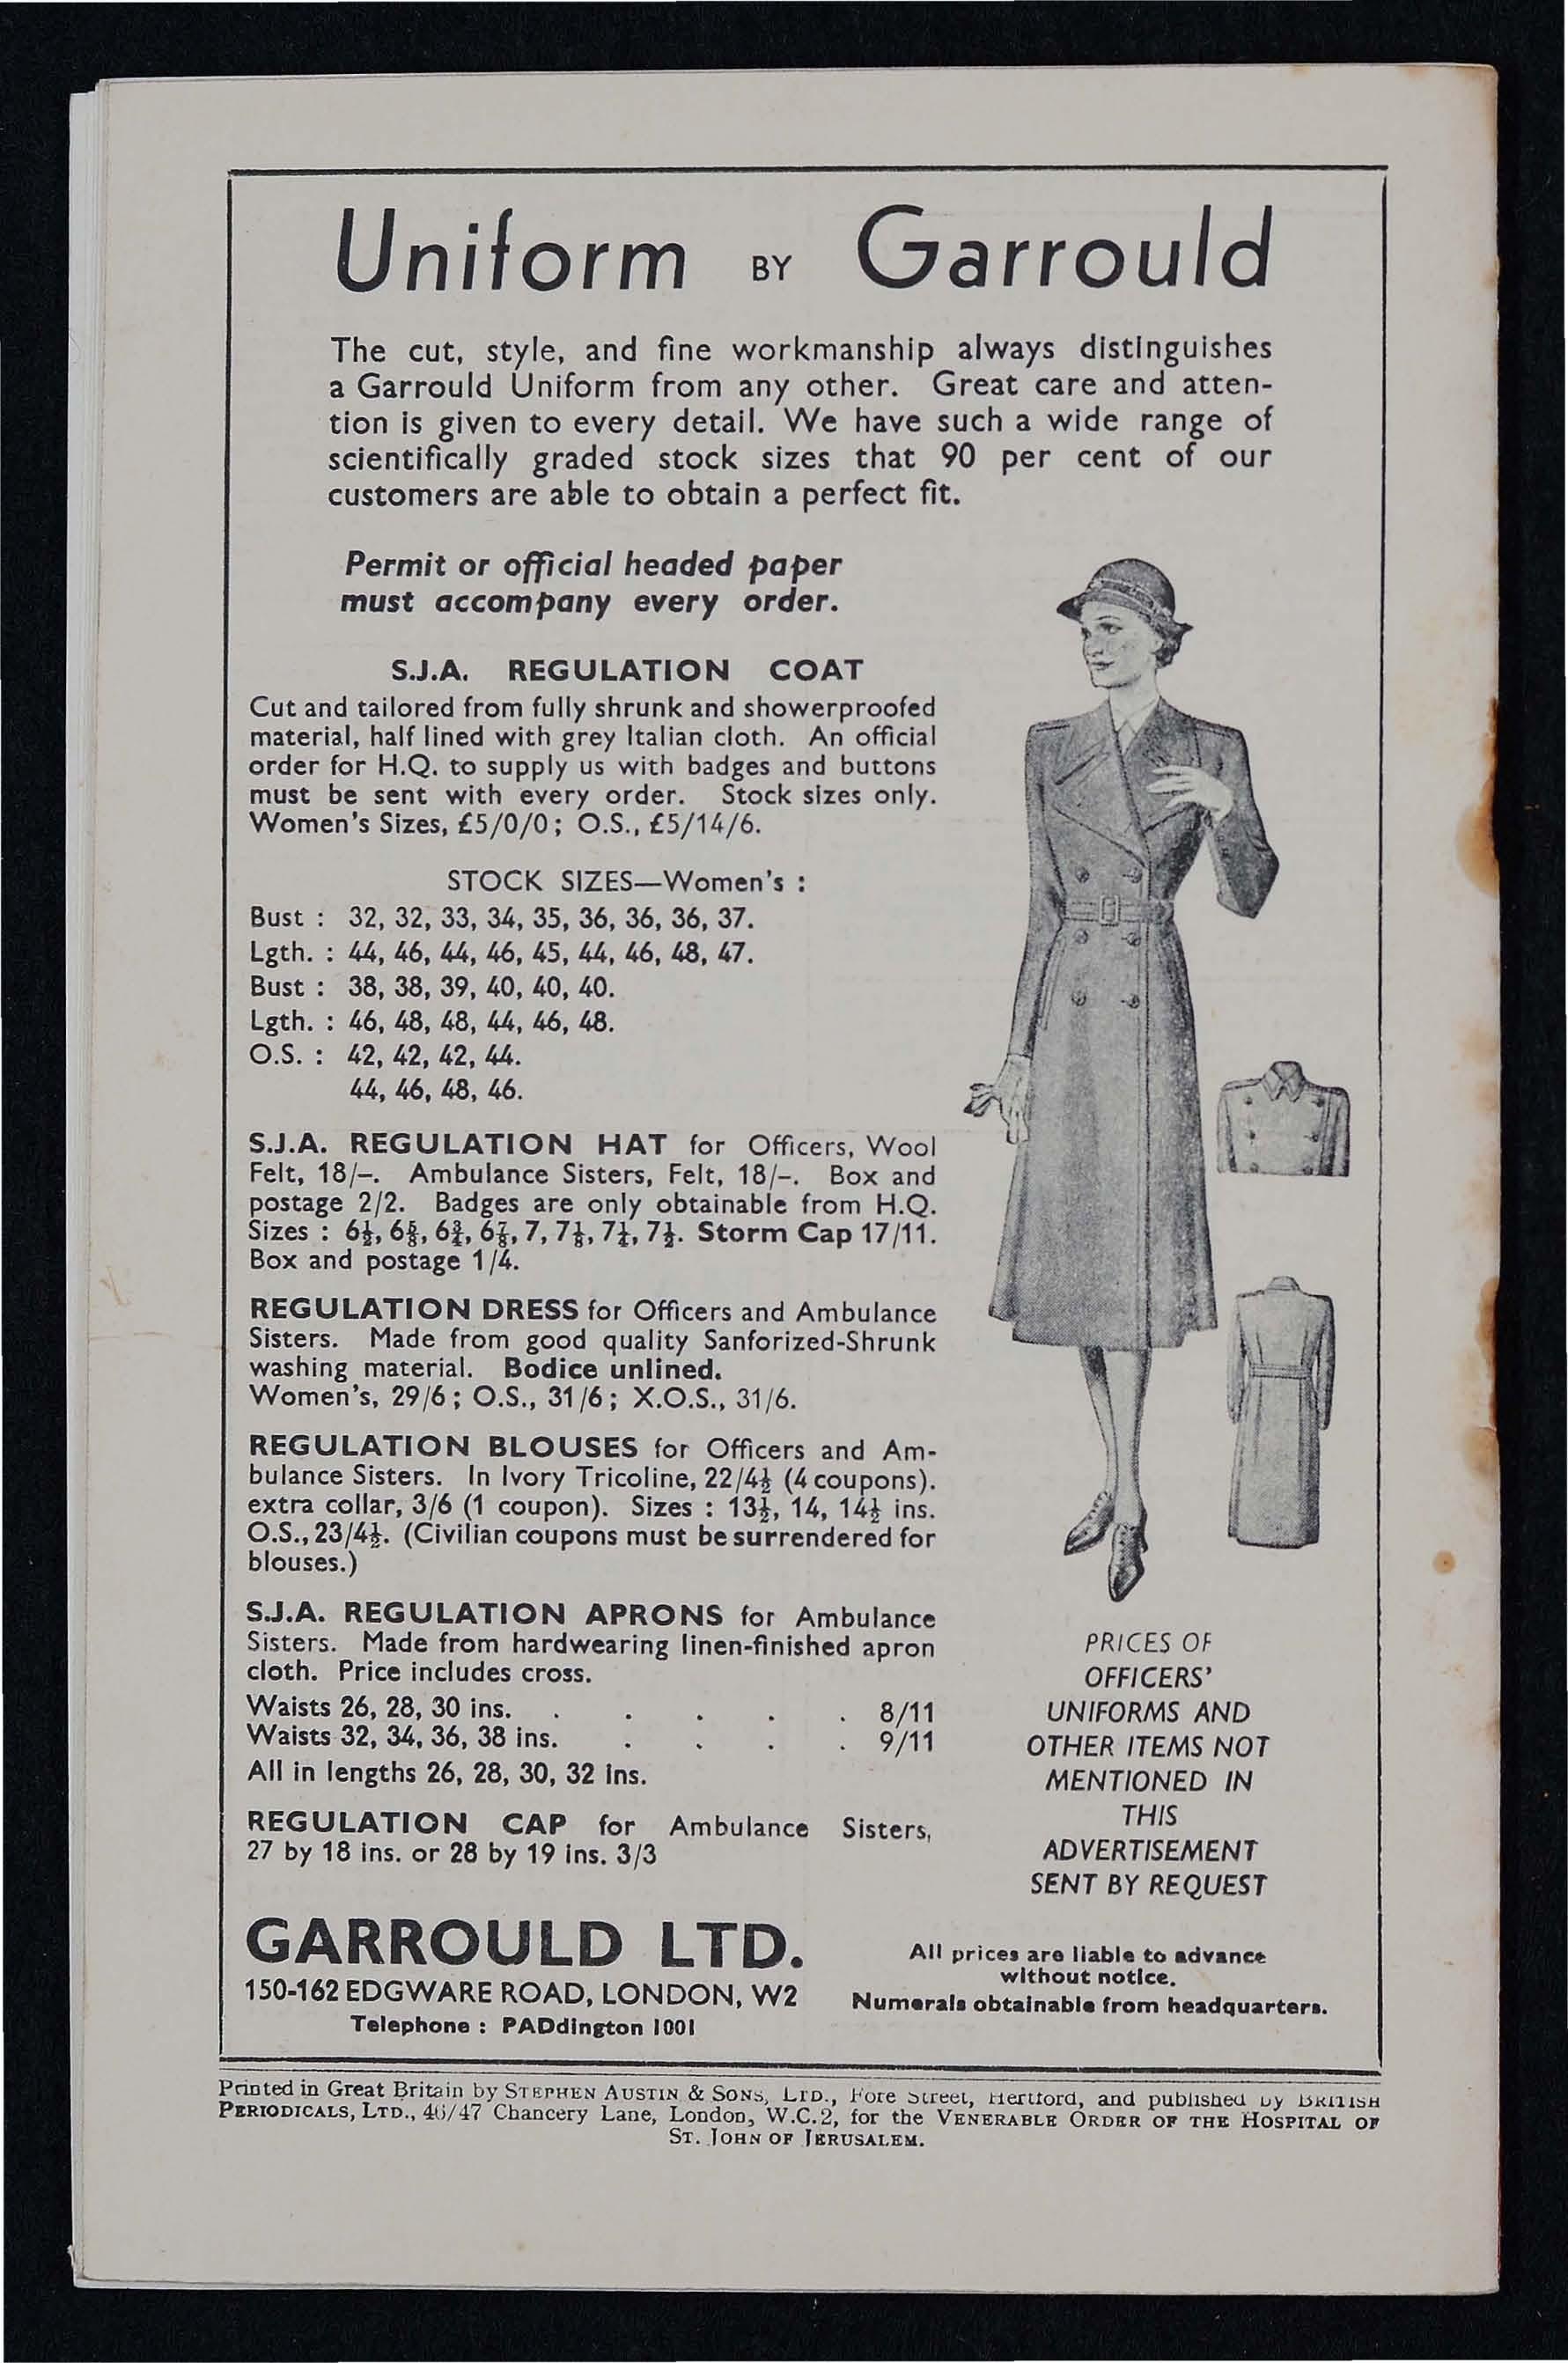 Uniform BY Garrould
The cut, style, and fine workmanship always distinguishes
a Garrould Uniform from any other. Great care and atten-
tion is given to every detail. We have such a wide range of
scientifically graded stock sizes that 90 per cent of our
customers are able to obtain a perfect fit.
Permit or official headed paper
must accompany every order.
S.J.A. REGULATION COAT
Cut and tailored from fully shrunk and showerproofed
material, half lined with grey Italian cloth. An official
order for H.Q. to supply us with badges and buttons
must be sent with every order. Stock sizes only.
Women's Sizes, £5/0/0; O.S., £5/14/6.
STOCK SIZES—Women's :
Bust : 32, 32, 33, 34, 35, 36, 36, 36, 37.
Lgth. : 44, 46, 44, 46, 45, 44, 46, 48, 47.
Bust : 38, 38, 39, 40, 40, 40.
Lgth. : 46, 48, 48, 44, 46, 48.
O.S. : 42, 42, 42, 44.
44, 46, 48, 46.
S.J.A. REGULATION HAT for Officers, Wool
Felt, 18/–. Ambulance Sisters, Felt, 18/–. Box and
postage 2/2. Badges are only obtainable from H.Q.
Sizes : 6½, 6⅝, 6¾, 6⅞, 7, 7⅛, 7¼, 7½. Storm Cap 17/11.
Box and postage 1/4.
REGULATION DRESS for Officers and Ambulance
Sisters. Made from good quality Sanforized-Shrunk
washing material. Bodice unlined.
Women's, 29/6; O.S., 31/6; X.O.S., 31/6.
REGULATION BLOUSES for Officers and Am-
bulance Sisters. In Ivory Tricoline, 22/4½ (4 coupons).
extra collar, 3/6 (1 coupon). Sizes : 13½, 14, 14½ ins.
O.S., 23/4½. (Civilian coupons must be surrendered for
blouses.)
S.J.A. REGULATION APRONS for Ambulance
Sisters. Made from hardwearing linen-finished apron
cloth. Price includes cross.
Waists 26, 28, 30 ins. . . . . . 8/11
Waists 32, 34, 36, 38 ins. . . . . 9/11
All in lengths 26, 28, 30, 32 ins.
REGULATION CAP for Ambulance Sisters,
27 by 18 ins. or 28 by 19 ins. 3/3
PRICES OF
OFFICERS'
UNIFORMS AND
OTHER ITEMS NOT
MENTIONED IN
THIS
ADVERTISEMENT
SENT BY REQUEST
GARROULD LTD.
150-162 EDGWARE ROAD, LONDON, W2
Telephone : PADdington 1001
All prices are liable to advance
without notice.
Numerals obtainable from headquarters.
Printed in Great Britain by STEPHEN AUSTIN & SONS, LTD., Fore Street, Hertford, and published by BRITISH
PERIODICALS, LTD., 46/47 Chancery Lane, London, W.C.2, for the VENERABLE ORDER OF THE HOSPITAL OF
ST. JOHN OF JERUSALEM.